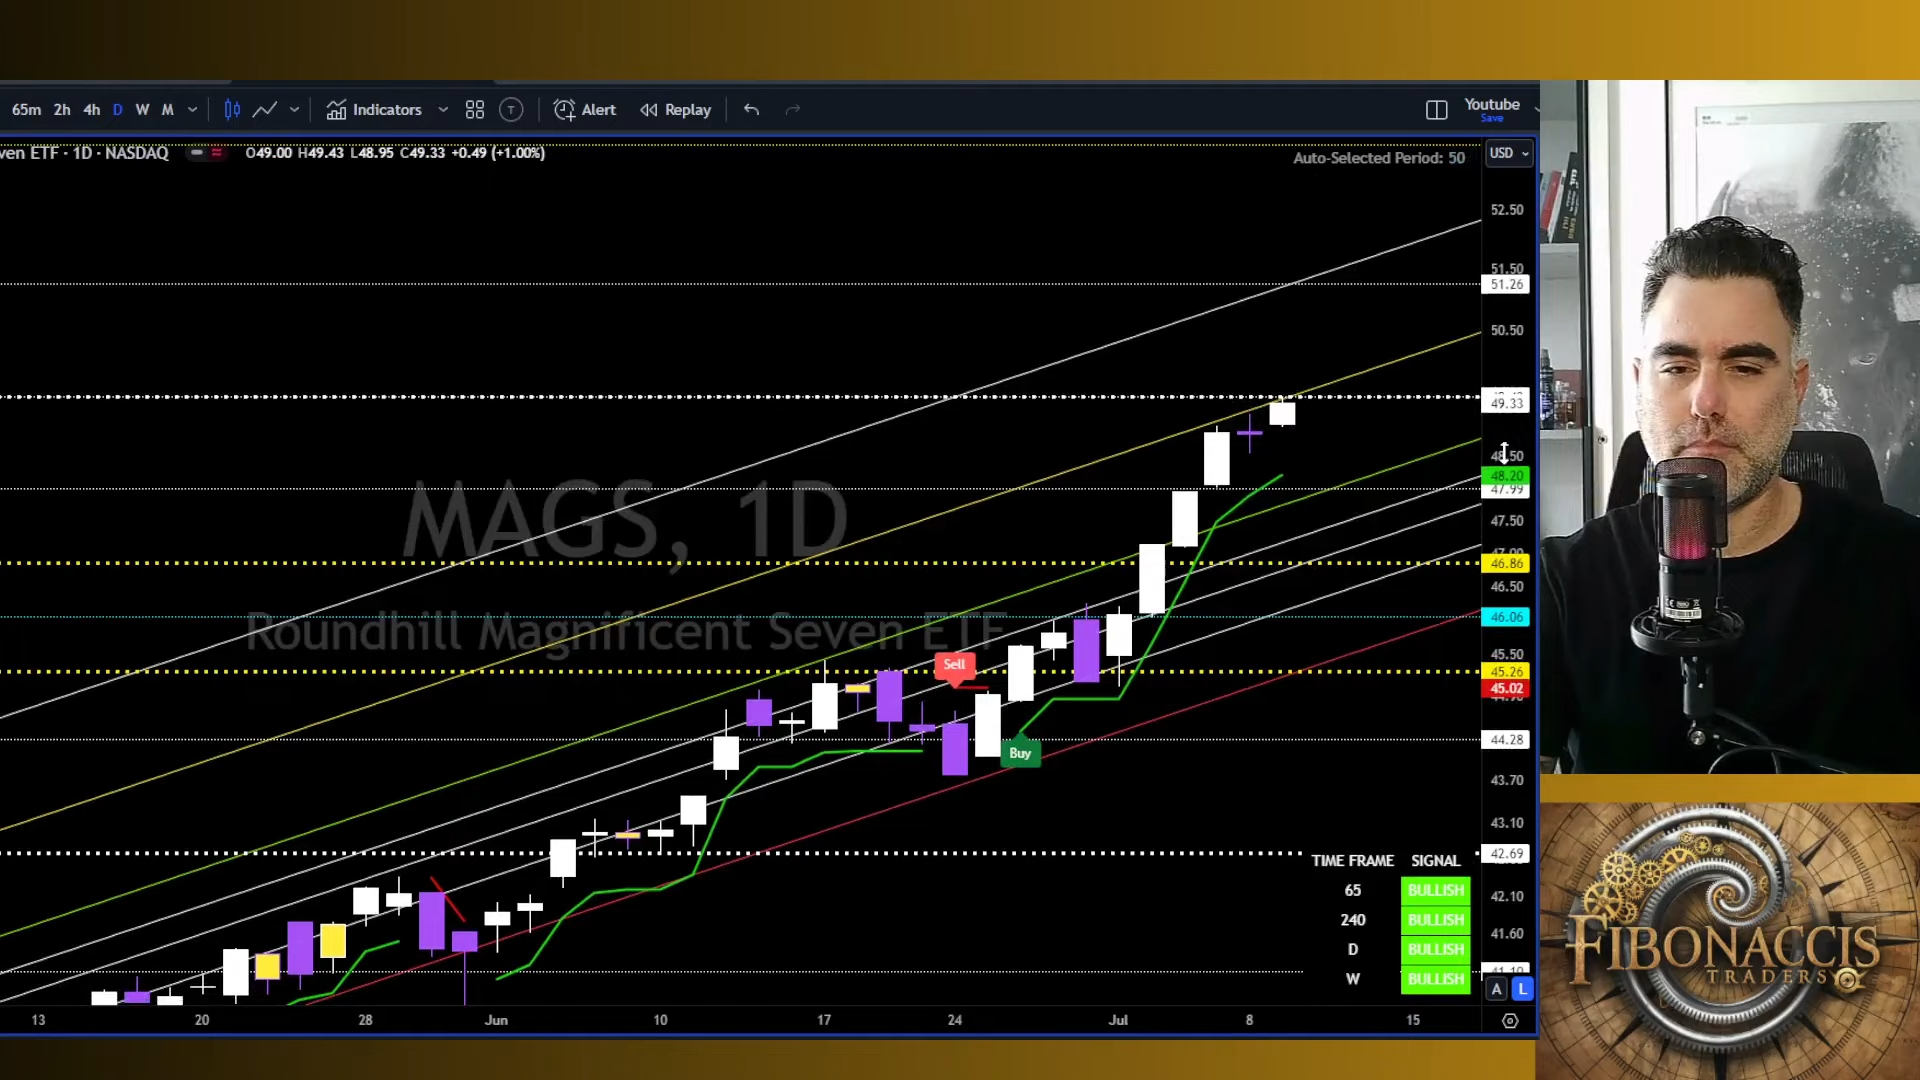 65m 2h 4h D W M Indicators T Alert Replay Youtube
Save
ven ETF · 1D · NASDAQ O49.00 H49.43 L48.95 C49.33 +0.49 (+1.00%)
Auto-Selected Period: 50 USD
52.50
51.50
51.26
50.50
49.33
48.50
48.20
47.99
47.50
46.86
46.50
46.06
45.50
45.26
45.02
44.28
43.70
43.10
42.69
42.10
41.60
41.10
MAGS, 1D
Roundhill Magnificent Seven ETF
Sell
Buy
TIME FRAME SIGNAL
65 BULLISH
240 BULLISH
D BULLISH
W BULLISH
A L
13 20 28 Jun 10 17 24 Jul 8 15
FIBONACCIS
TRADERS